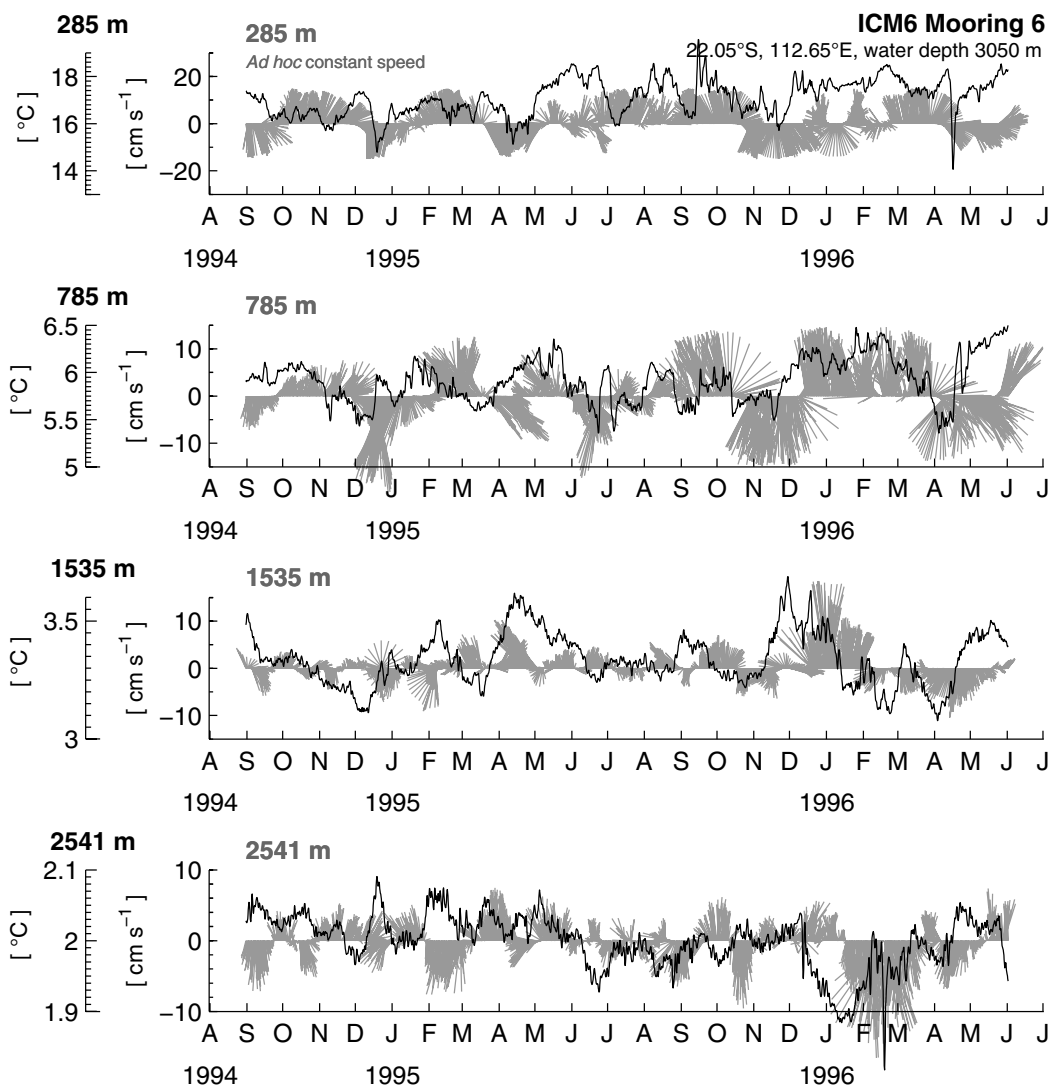 285 m
285 m
ICM6 Mooring 6
Ad hoc constant speed
22.05°S, 112.65°E, water depth 3050 m
[ °C ]
18
16
14
[ cm s⁻¹ ]
20
0
−20
A S O N D J F M A M J J A S O N D J F M A M J J
1994 1995 1996
785 m
785 m
[ °C ]
6.5
6
5.5
5
[ cm s⁻¹ ]
10
0
−10
A S O N D J F M A M J J A S O N D J F M A M J J
1994 1995 1996
1535 m
1535 m
[ °C ]
3.5
3
[ cm s⁻¹ ]
10
0
−10
A S O N D J F M A M J J A S O N D J F M A M J J
1994 1995 1996
2541 m
2541 m
[ °C ]
2.1
2
1.9
[ cm s⁻¹ ]
10
0
−10
A S O N D J F M A M J J A S O N D J F M A M J J
1994 1995 1996